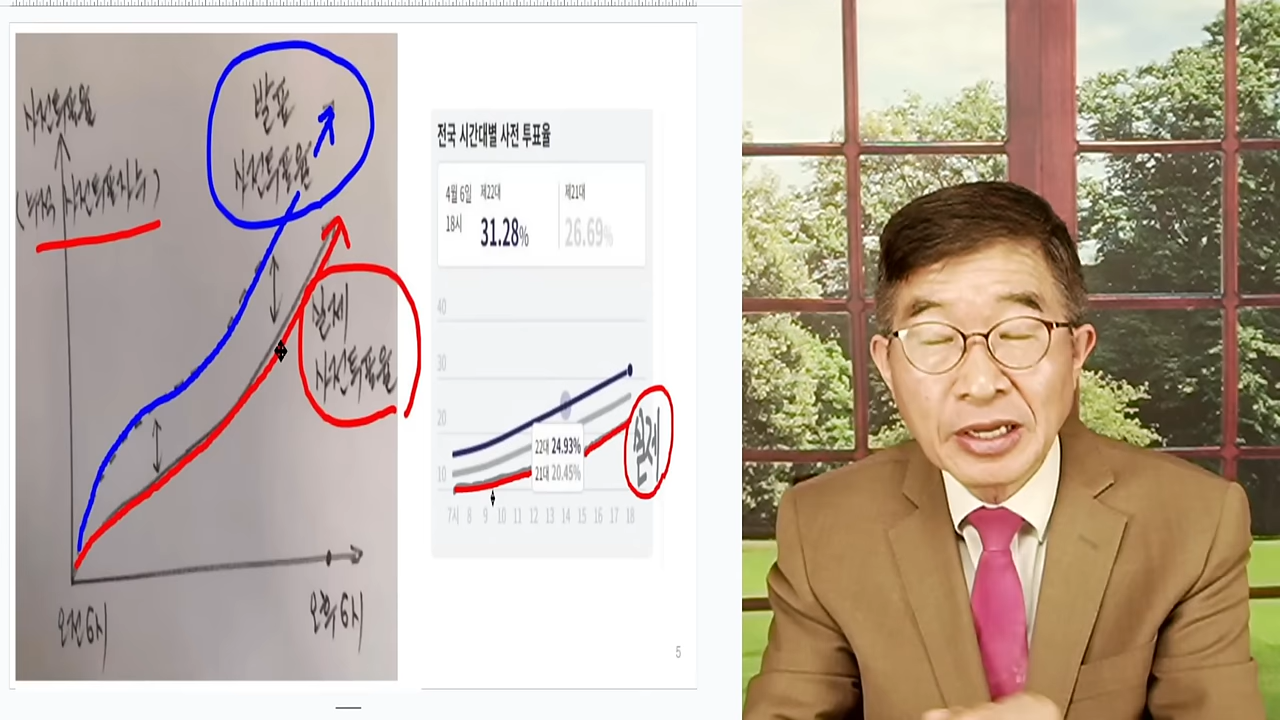 사전투표율
(누적 사전투표자수)
발표
사전투표율
실제
사전투표율
오전6시
오후6시
전국 시간대별 사전 투표율
4월 6일
18시
제22대
31.28%
제21대
26.69%
40
30
20
10
22대 24.93%
21대 20.45%
실제
7시 8 9 10 11 12 13 14 15 16 17 18
5